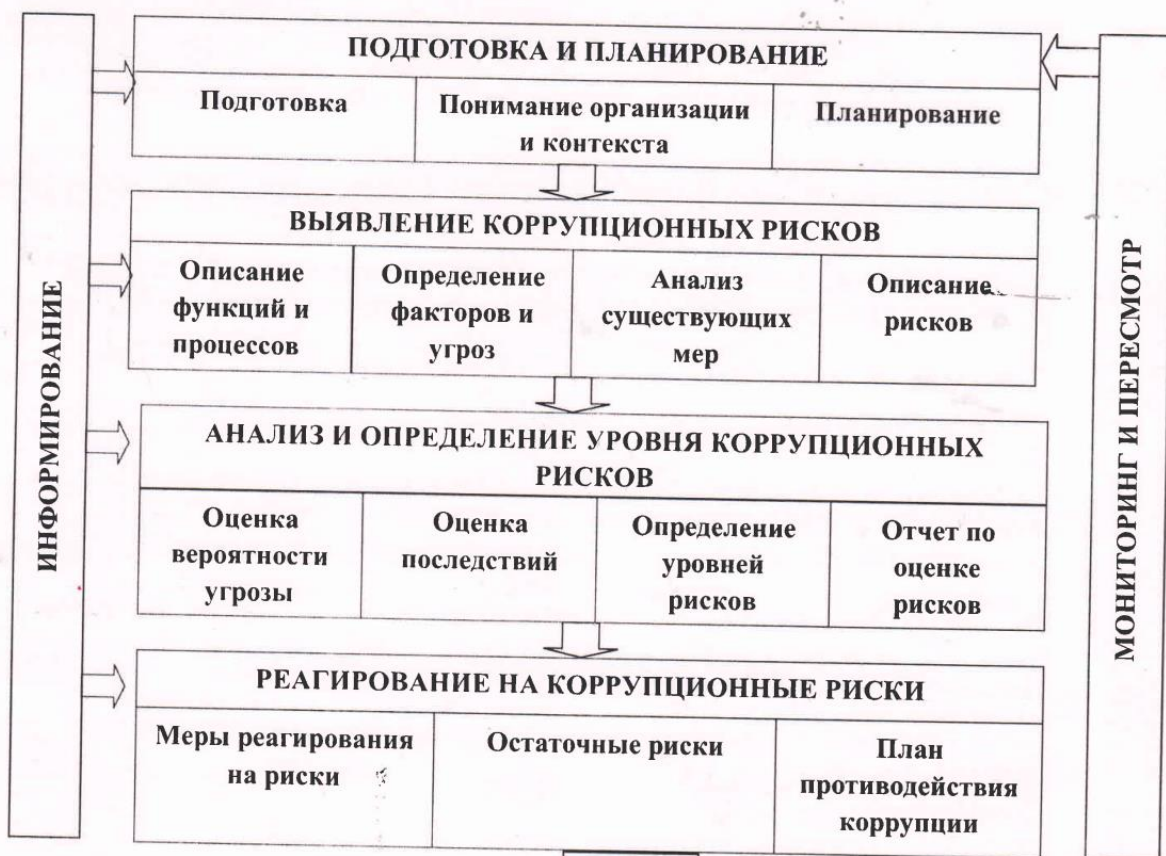 ПОДГОТОВКА И ПЛАНИРОВАНИЕ
Подготовка
Понимание организации
и контекста
Планирование
ВЫЯВЛЕНИЕ КОРРУПЦИОННЫХ РИСКОВ
Описание
функций и
процессов
Определение
факторов и
угроз
Анализ
существующих
мер
Описание
рисков
АНАЛИЗ И ОПРЕДЕЛЕНИЕ УРОВНЯ КОРРУПЦИОННЫХ
РИСКОВ
Оценка
вероятности
угрозы
Оценка
последствий
Определение
уровней
рисков
Отчет по
оценке
рисков
РЕАГИРОВАНИЕ НА КОРРУПЦИОННЫЕ РИСКИ
Меры реагирования
на риски
Остаточные риски
План
противодействия
коррупции
ИНФОРМИРОВАНИЕ
МОНИТОРИНГ И ПЕРЕСМОТР